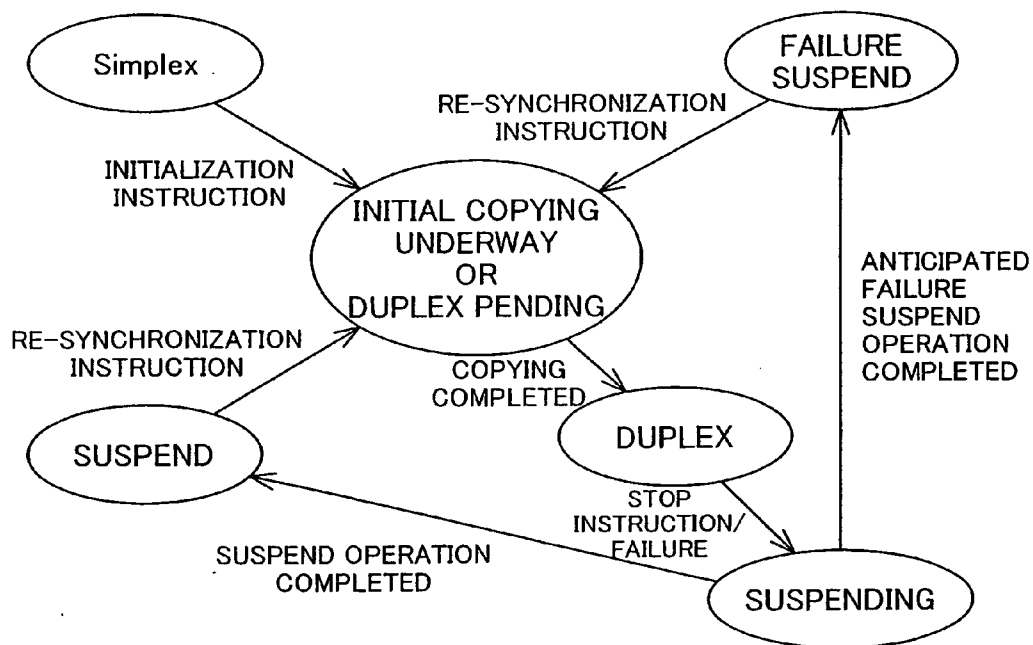 Simplex
FAILURE
SUSPEND
RE-SYNCHRONIZATION
INSTRUCTION
INITIALIZATION
INSTRUCTION
INITIAL COPYING
UNDERWAY
OR
DUPLEX PENDING
ANTICIPATED
FAILURE
SUSPEND
OPERATION
COMPLETED
RE-SYNCHRONIZATION
INSTRUCTION
COPYING
COMPLETED
SUSPEND
DUPLEX
STOP
INSTRUCTION/
FAILURE
SUSPEND OPERATION
COMPLETED
SUSPENDING